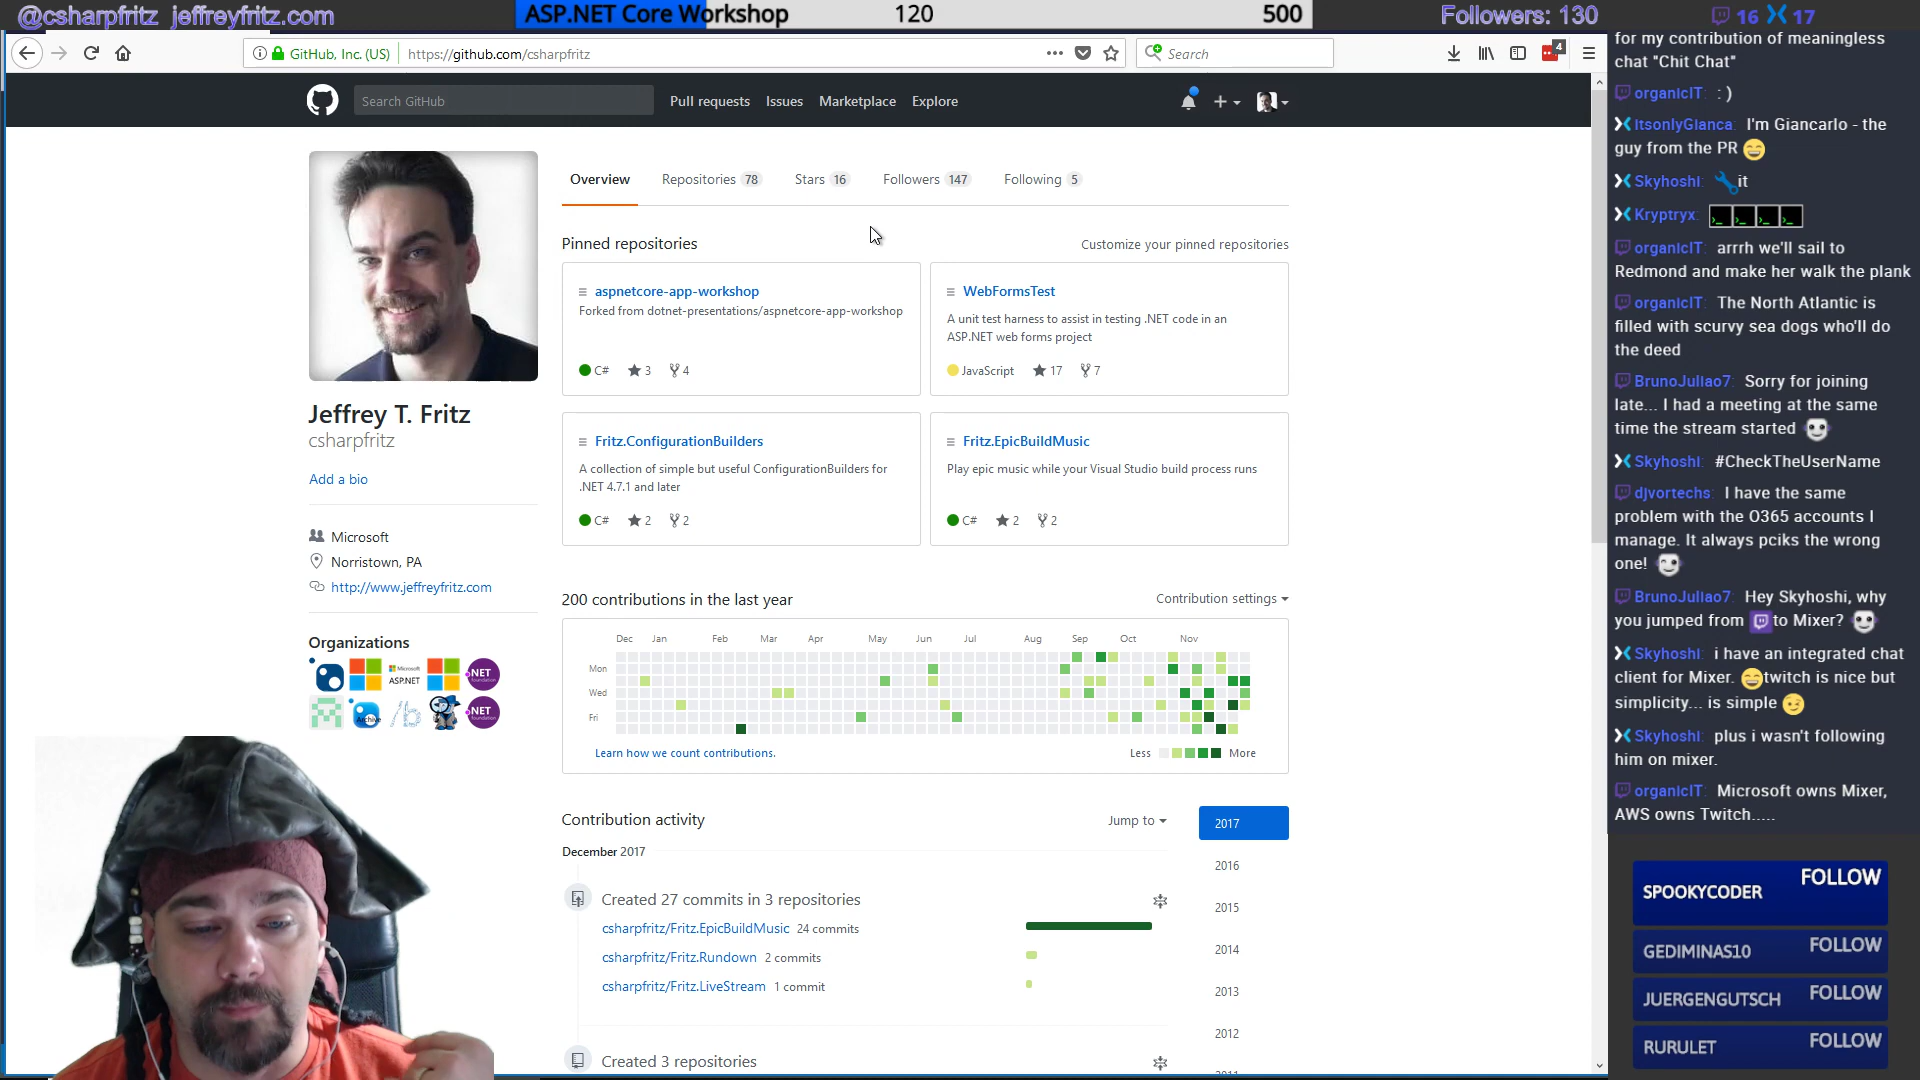 @csharpfritz jeffreyfritz.com
ASP.NET Core Workshop 120 500
Followers: 130
16 17
GitHub, Inc. (US) https://github.com/csharpfritz
Search
4
Search GitHub
Pull requests Issues Marketplace Explore
Overview Repositories 78 Stars 16 Followers 147 Following 5
Pinned repositories
Customize your pinned repositories
aspnetcore-app-workshop
Forked from dotnet-presentations/aspnetcore-app-workshop
C# 3 4
WebFormsTest
A unit test harness to assist in testing .NET code in an
ASP.NET web forms project
JavaScript 17 7
Fritz.ConfigurationBuilders
A collection of simple but useful ConfigurationBuilders for
.NET 4.7.1 and later
C# 2 2
Fritz.EpicBuildMusic
Play epic music while your Visual Studio build process runs
C# 2 2
Jeffrey T. Fritz
csharpfritz
Add a bio
Microsoft
Norristown, PA
http://www.jeffreyfritz.com
Organizations
Microsoft
ASP.NET
.NET
Archive
.NET
200 contributions in the last year
Contribution settings
Dec Jan Feb Mar Apr May Jun Jul Aug Sep Oct Nov
Mon
Wed
Fri
Learn how we count contributions.
Less More
Contribution activity
Jump to
2017
2016
2015
2014
2013
2012
2011
December 2017
Created 27 commits in 3 repositories
csharpfritz/Fritz.EpicBuildMusic 24 commits
csharpfritz/Fritz.Rundown 2 commits
csharpfritz/Fritz.LiveStream 1 commit
Created 3 repositories
for my contribution of meaningless
chat "Chit Chat"
organicIT: : )
ItsonlyGianca: I'm Giancarlo - the
guy from the PR
Skyhoshi: it
Kryptryx:
organicIT: arrrh we'll sail to
Redmond and make her walk the plank
organicIT: The North Atlantic is
filled with scurvy sea dogs who'll do
the deed
BrunoJuliao7: Sorry for joining
late... I had a meeting at the same
time the stream started
Skyhoshi: #CheckTheUserName
djvortechs: I have the same
problem with the O365 accounts I
manage. It always pciks the wrong
one!
BrunoJuliao7: Hey Skyhoshi, why
you jumped from to Mixer?
Skyhoshi: i have an integrated chat
client for Mixer. twitch is nice but
simplicity... is simple
Skyhoshi: plus i wasn't following
him on mixer.
organicIT: Microsoft owns Mixer,
AWS owns Twitch.....
SPOOKYCODER FOLLOW
GEDIMINAS10 FOLLOW
JUERGENGUTSCH FOLLOW
RURULET FOLLOW